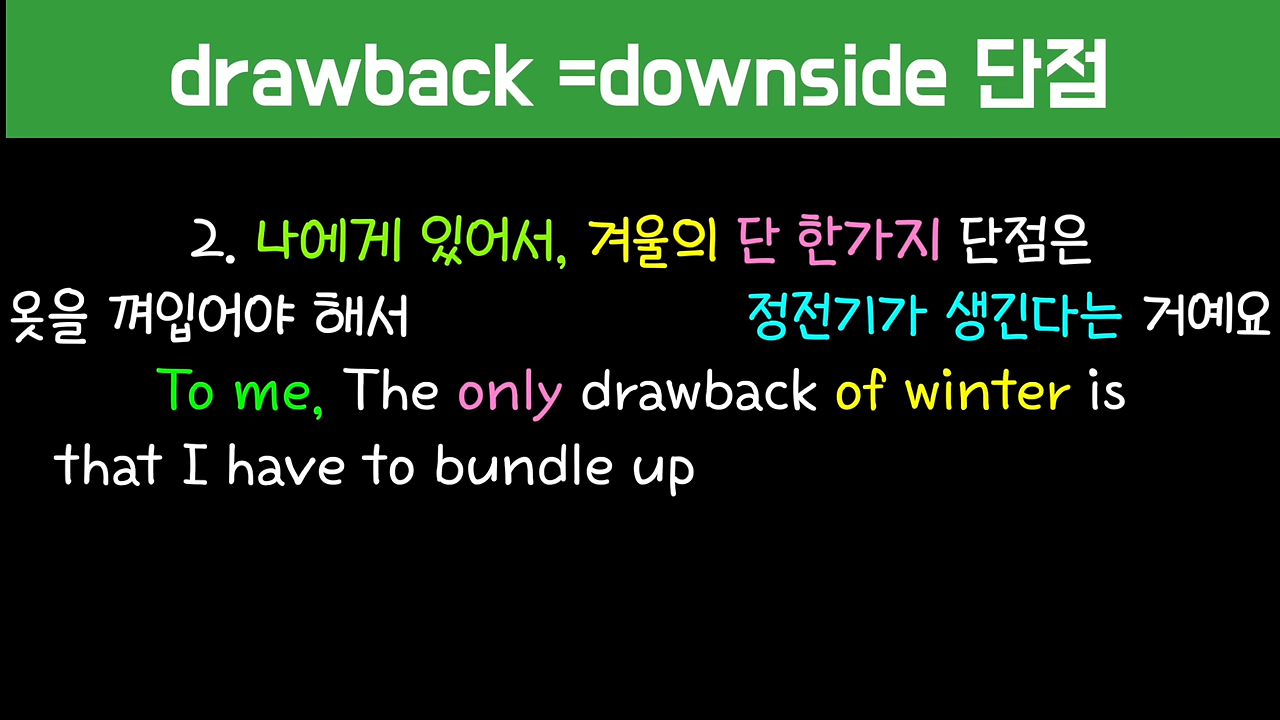 drawback =downside 단점
2. 나에게 있어서, 겨울의 단 한가지 단점은
옷을 껴입어야 해서 정전기가 생긴다는 거예요
To me, The only drawback of winter is
that I have to bundle up